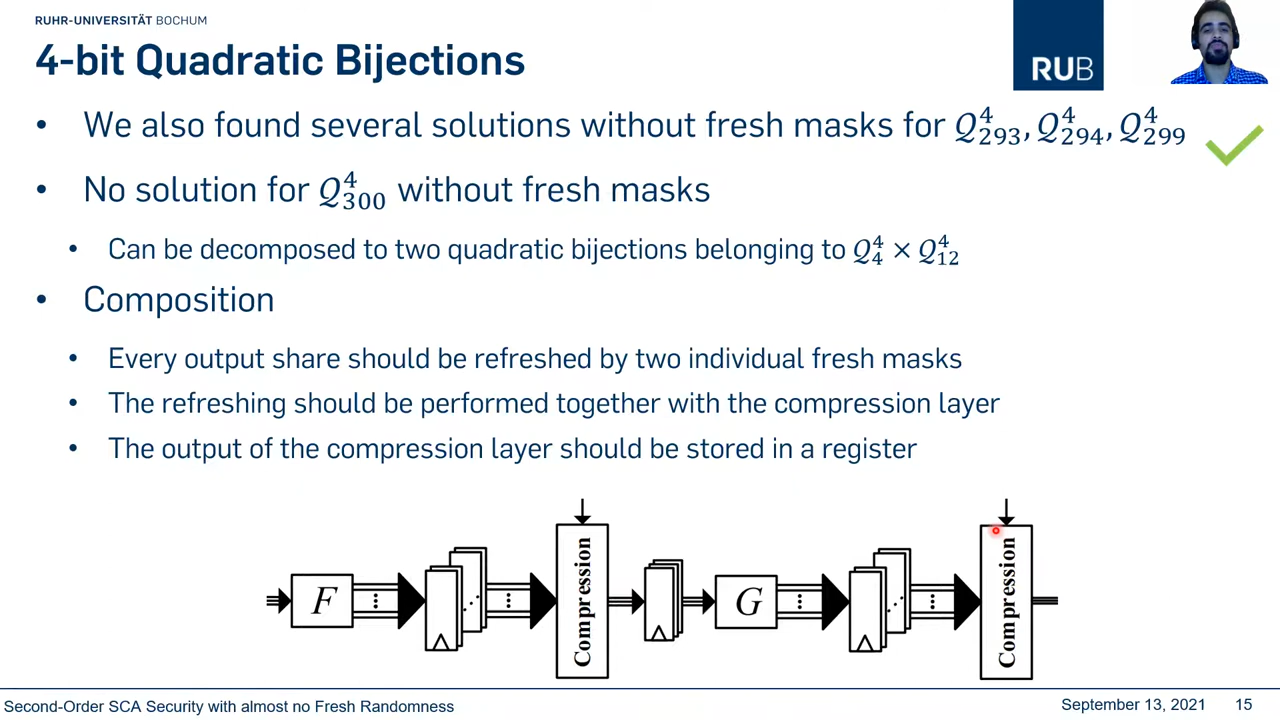 RUHR-UNIVERSITÄT BOCHUM
4-bit Quadratic Bijections
RUB
• We also found several solutions without fresh masks for 𝒬⁴₂₉₃, 𝒬⁴₂₉₄, 𝒬⁴₂₉₉
• No solution for 𝒬⁴₃₀₀ without fresh masks
• Can be decomposed to two quadratic bijections belonging to 𝒬⁴₄ × 𝒬⁴₁₂
• Composition
• Every output share should be refreshed by two individual fresh masks
• The refreshing should be performed together with the compression layer
• The output of the compression layer should be stored in a register
F
Compression
G
Compression
Second-Order SCA Security with almost no Fresh Randomness
September 13, 2021 15